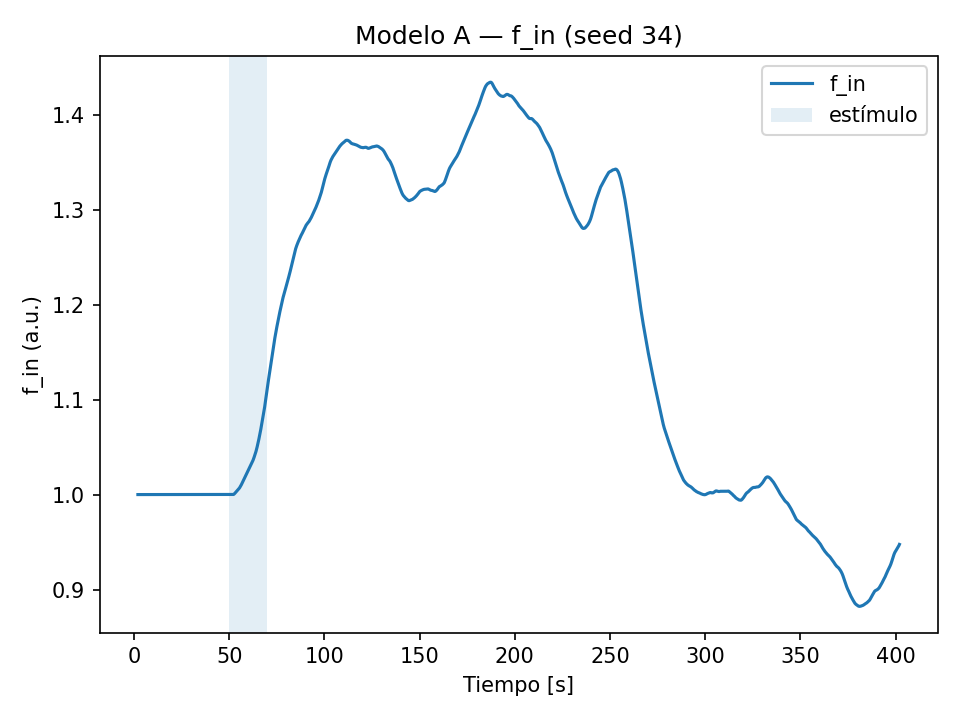 Modelo A — f_in (seed 34)
f_in
estímulo
f_in (a.u.)
1.4
1.3
1.2
1.1
1.0
0.9
0 50 100 150 200 250 300 350 400
Tiempo [s]